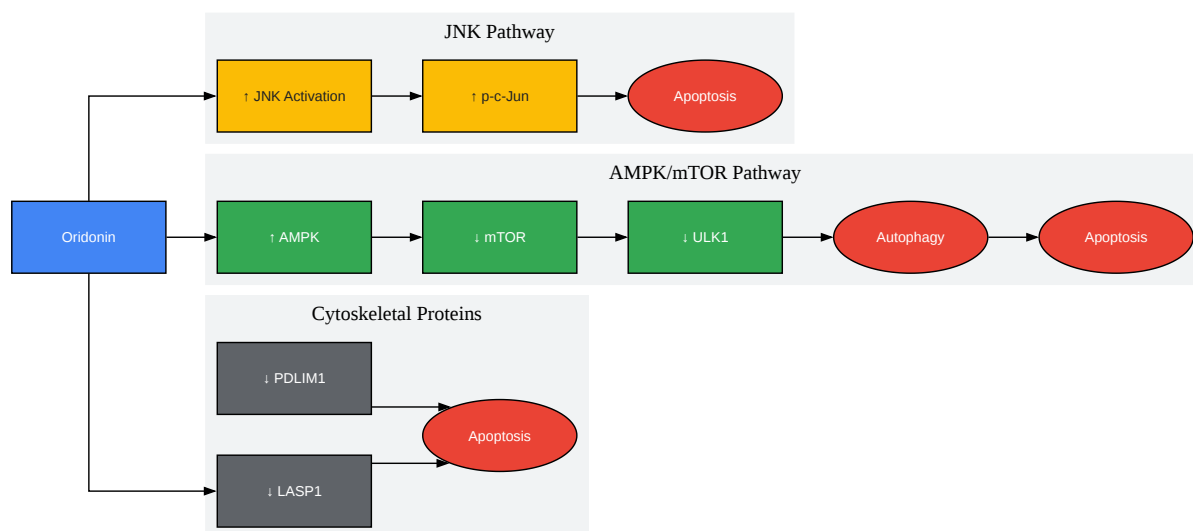 JNK Pathway
↑ JNK Activation
↑ p-c-Jun
Apoptosis
AMPK/mTOR Pathway
Oridonin
↑ AMPK
↓ mTOR
↓ ULK1
Autophagy
Apoptosis
Cytoskeletal Proteins
↓ PDLIM1
Apoptosis
↓ LASP1